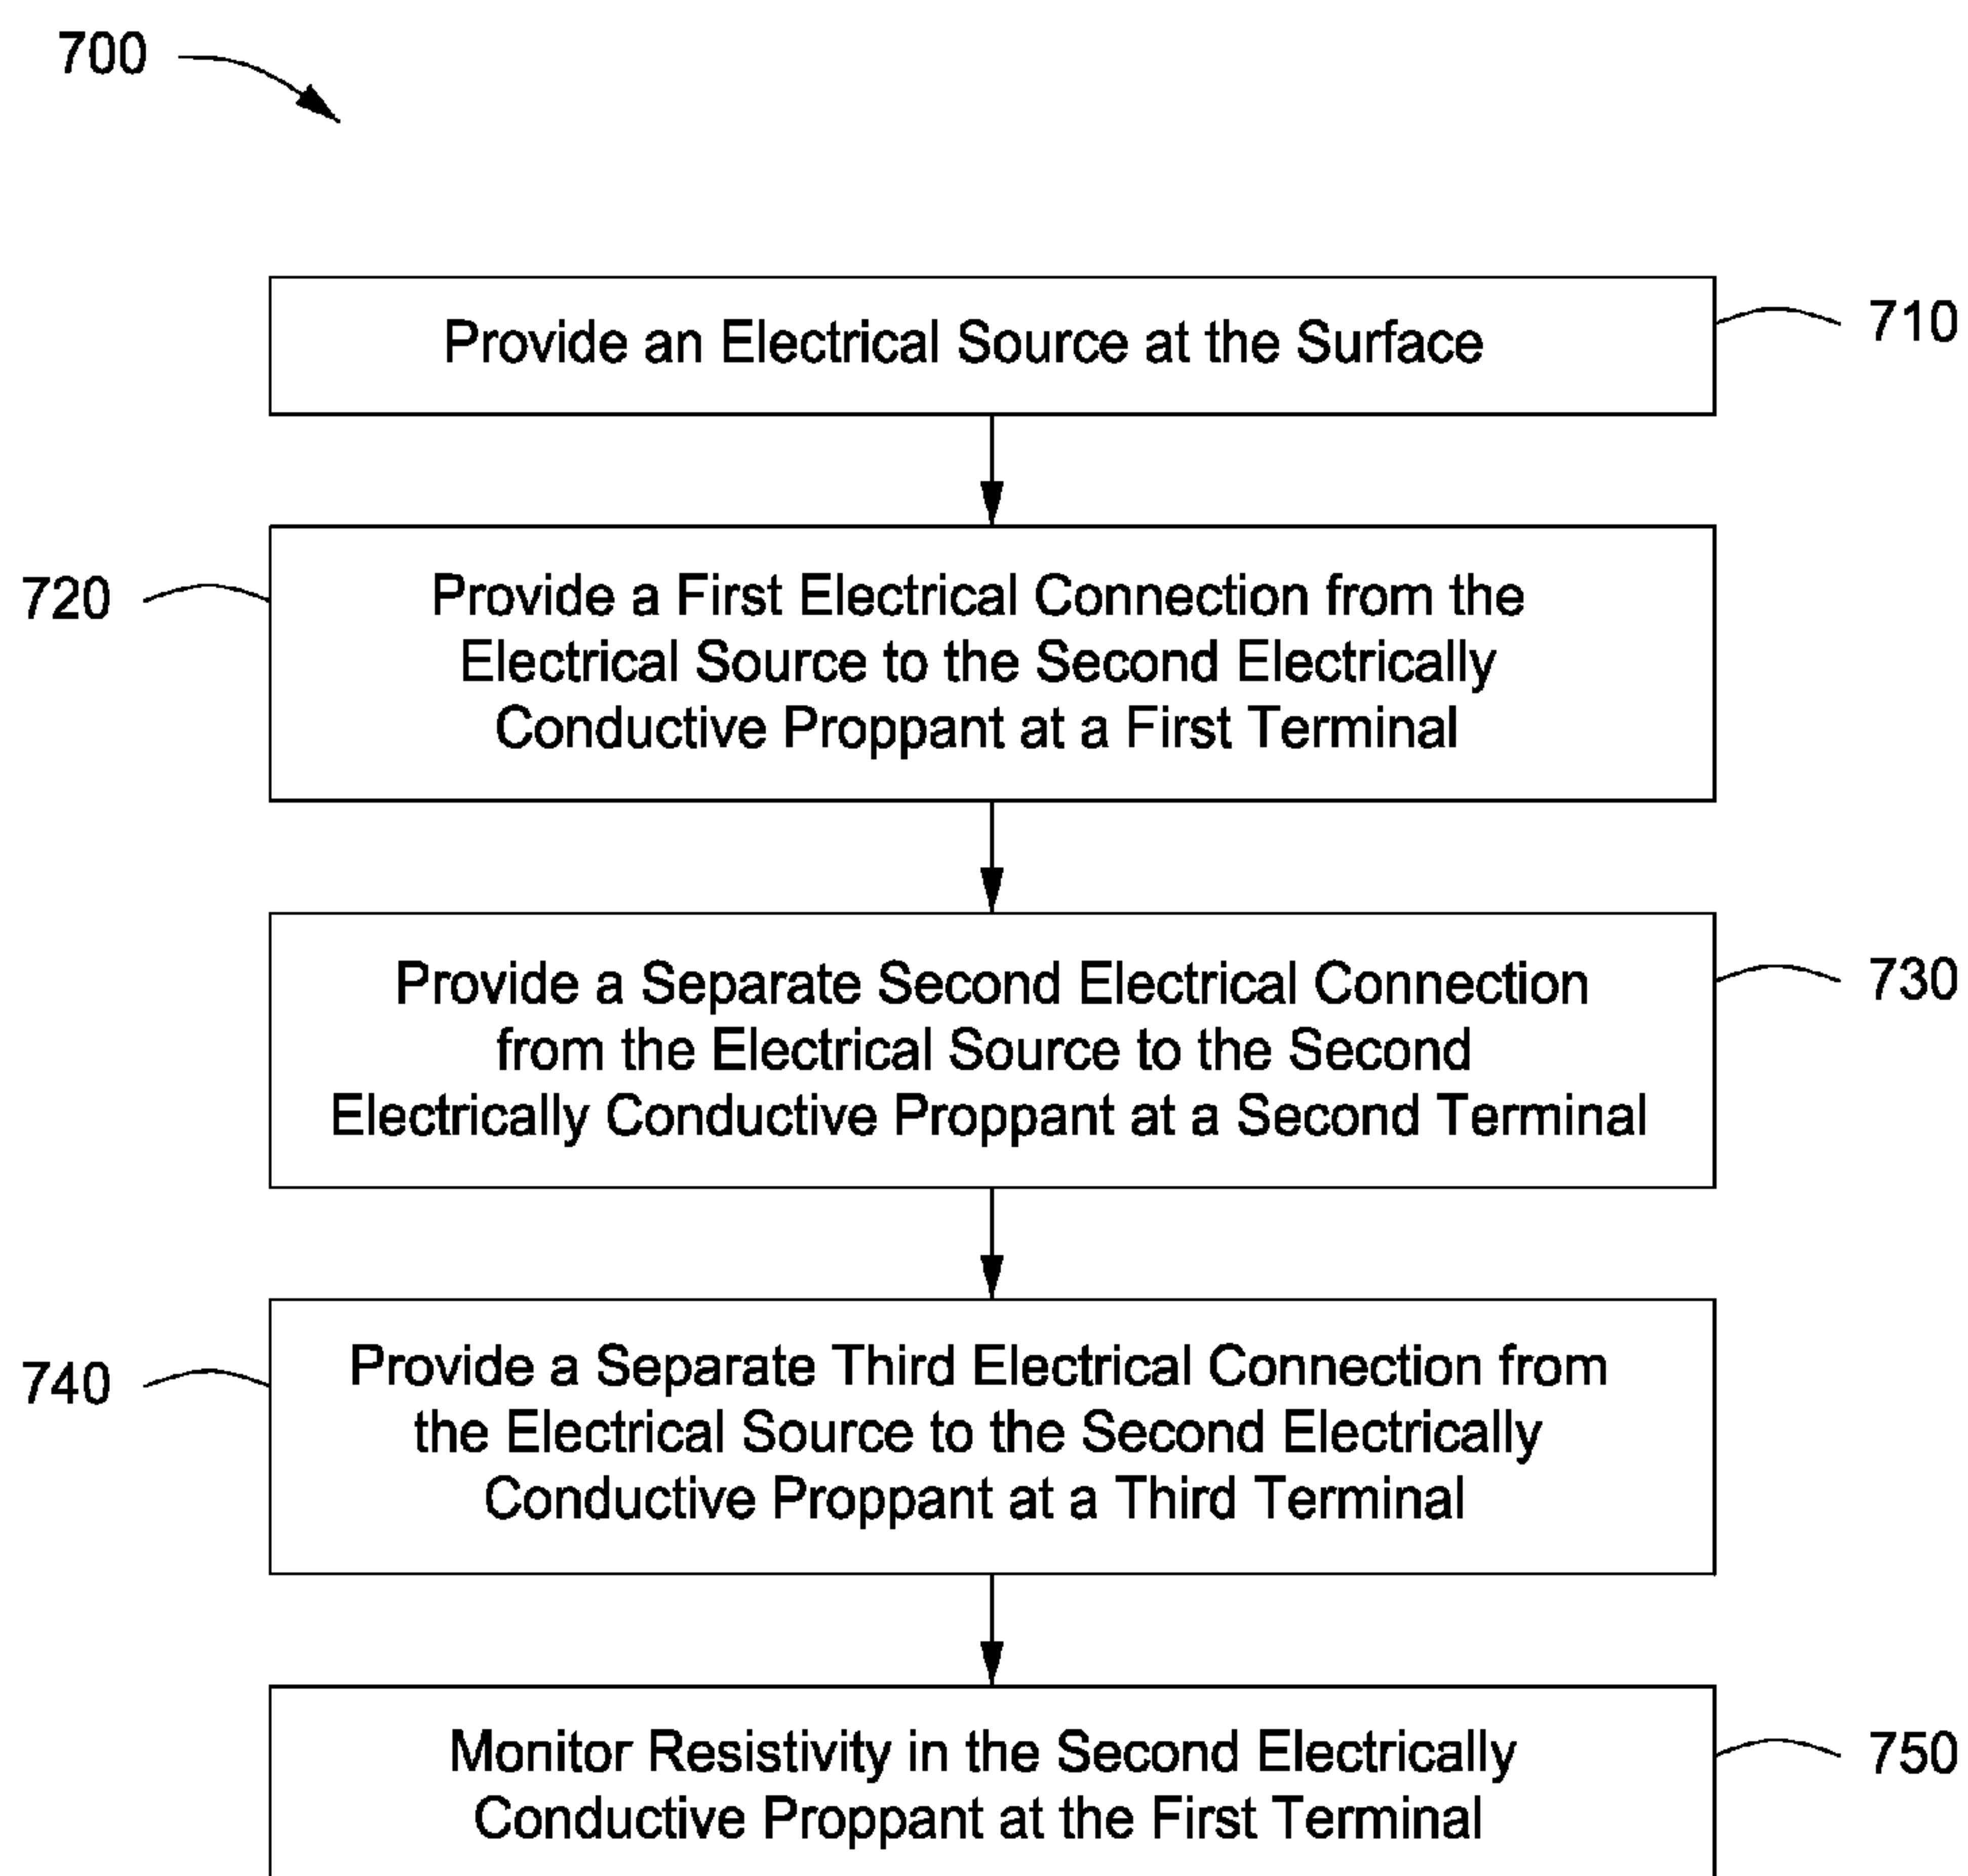 700
Provide an Electrical Source at the Surface
710
720
Provide a First Electrical Connection from the
Electrical Source to the Second Electrically
Conductive Proppant at a First Terminal
Provide a Separate Second Electrical Connection
from the Electrical Source to the Second
Electrically Conductive Proppant at a Second Terminal
730
740
Provide a Separate Third Electrical Connection from
the Electrical Source to the Second Electrically
Conductive Proppant at a Third Terminal
Monitor Resistivity in the Second Electrically
Conductive Proppant at the First Terminal
750